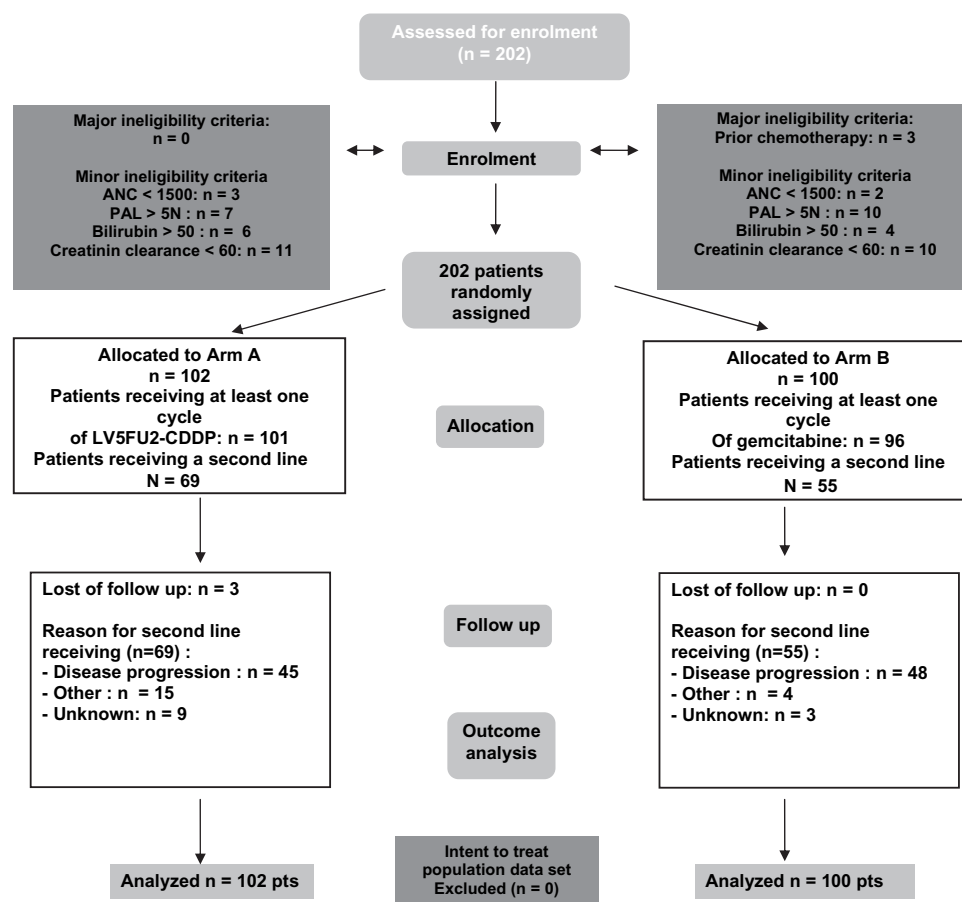 Assessed for enrolment
(n = 202)
Major ineligibility criteria:
n = 0
Minor ineligibility criteria
ANC < 1500: n = 3
PAL > 5N : n = 7
Bilirubin > 50 : n = 6
Creatinin clearance < 60: n = 11
Enrolment
Major ineligibility criteria:
Prior chemotherapy: n = 3
Minor ineligibility criteria
ANC < 1500: n = 2
PAL > 5N : n = 10
Bilirubin > 50 : n = 4
Creatinin clearance < 60: n = 10
202 patients
randomly
assigned
Allocated to Arm A
n = 102
Patients receiving at least one
cycle
of LV5FU2-CDDP: n = 101
Patients receiving a second line
N = 69
Allocation
Allocated to Arm B
n = 100
Patients receiving at least one
cycle
Of gemcitabine: n = 96
Patients receiving a second line
N = 55
Lost of follow up: n = 3
Reason for second line
receiving (n=69) :
- Disease progression : n = 45
- Other : n = 15
- Unknown: n = 9
Follow up
Lost of follow up: n = 0
Reason for second line
receiving (n=55) :
- Disease progression : n = 48
- Other : n = 4
- Unknown: n = 3
Outcome
analysis
Analyzed n = 102 pts
Intent to treat
population data set
Excluded (n = 0)
Analyzed n = 100 pts